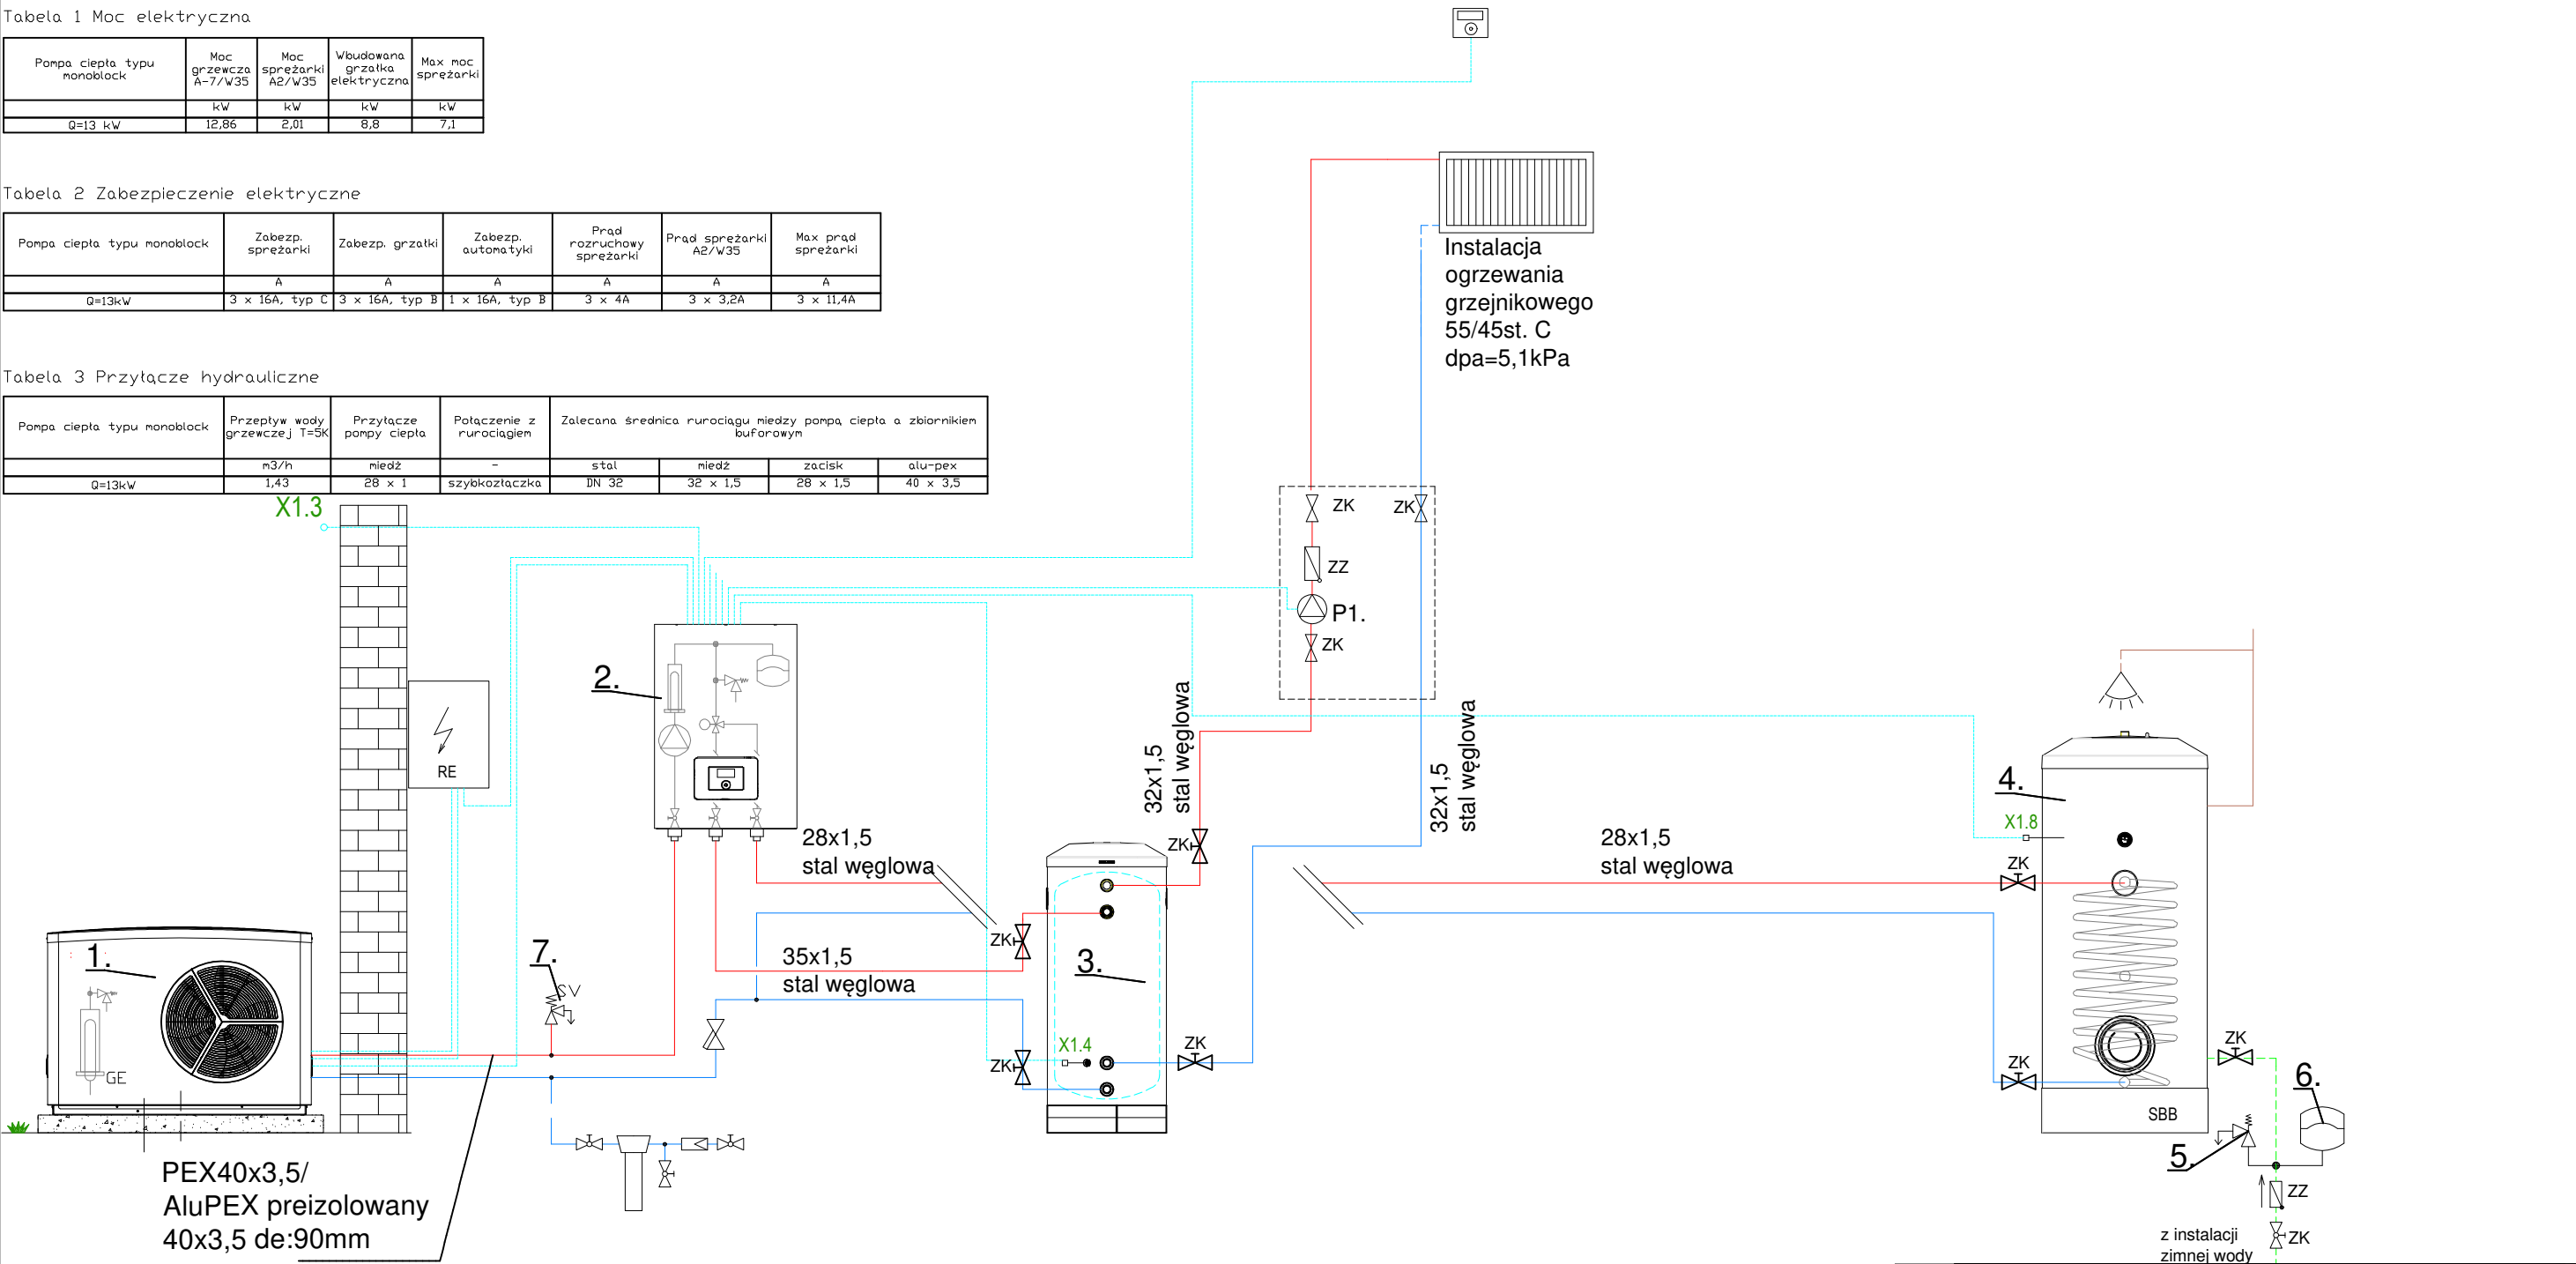 Tabela 1 Moc elektryczna
Pompa ciepła typu monoblock
Moc grzewcza A-7/W35
Moc sprężarki A2/W35
Wbudowana grzałka elektryczna
Max moc sprężarki
kW kW kW kW
Q=13 kW 12,86 2,01 8,8 7,1
Tabela 2 Zabezpieczenie elektryczne
Pompa ciepła typu monoblock
Zabezp. sprężarki
Zabezp. grzałki
Zabezp. automatyki
Prąd rozruchowy sprężarki
Prąd sprężarki A2/W35
Max prąd sprężarki
A A A A A A
Q=13kW 3 x 16A, typ C 3 x 16A, typ B 1 x 16A, typ B 3 x 4A 3 x 3,2A 3 x 11,4A
Tabela 3 Przyłącze hydrauliczne
Pompa ciepła typu monoblock
Przepływ wody grzewczej T=5K
Przyłącze pompy ciepła
Połączenie z rurociągiem
Zalecana średnica rurociągu miedzy pompą ciepła a zbiornikiem buforowym
m3/h miedź - stal miedź zacisk alu-pex
Q=13kW 1,43 28 x 1 szybkozłączka DN 32 32 x 1,5 28 x 1,5 40 x 3,5
Instalacja
ogrzewania
grzejnikowego
55/45st. C
dpa=5,1kPa
X1.3
ZK
ZK
ZZ
P1.
ZK
2.
RE
32x1,5
stal węglowa
32x1,5
stal węglowa
4.
X1.8
28x1,5
stal węglowa
ZK
28x1,5
stal węglowa
ZK
1.
7.
SV
ZK
35x1,5
stal węglowa
3.
X1.4
ZK
ZK
GE
ZK
ZK
6.
SBB
5.
ZZ
ZK
z instalacji
zimnej wody
PEX40x3,5/
AluPEX preizolowany
40x3,5 de:90mm